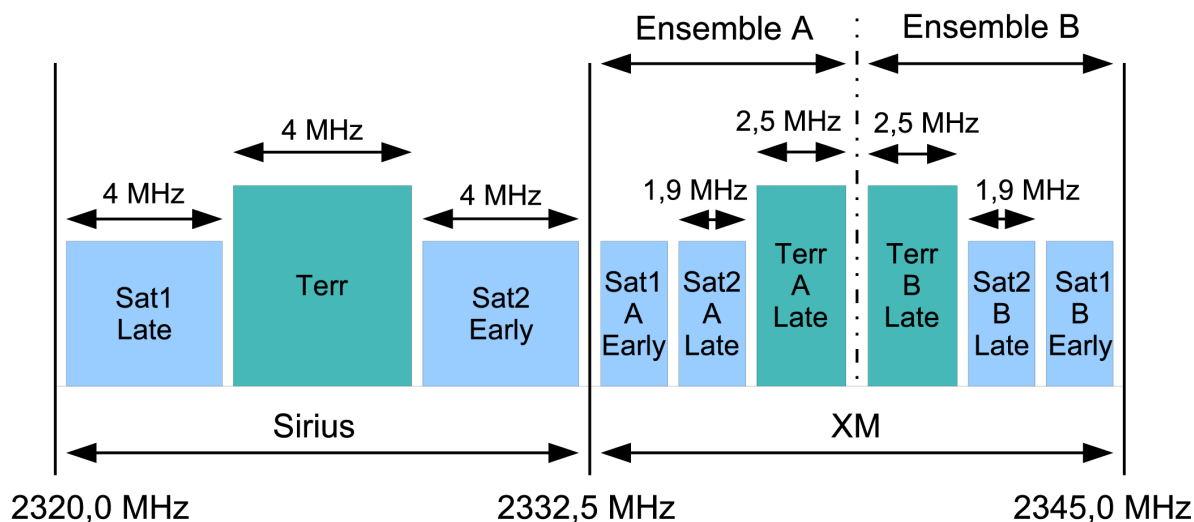 Ensemble A
Ensemble B
4 MHz
2,5 MHz
2,5 MHz
4 MHz
4 MHz
1,9 MHz
1,9 MHz
Sat1
Late
Terr
Sat2
Early
Sat1
A
Early
Sat2
A
Late
Terr
A
Late
Terr
B
Late
Sat2
B
Late
Sat1
B
Early
Sirius
XM
2320,0 MHz
2332,5 MHz
2345,0 MHz